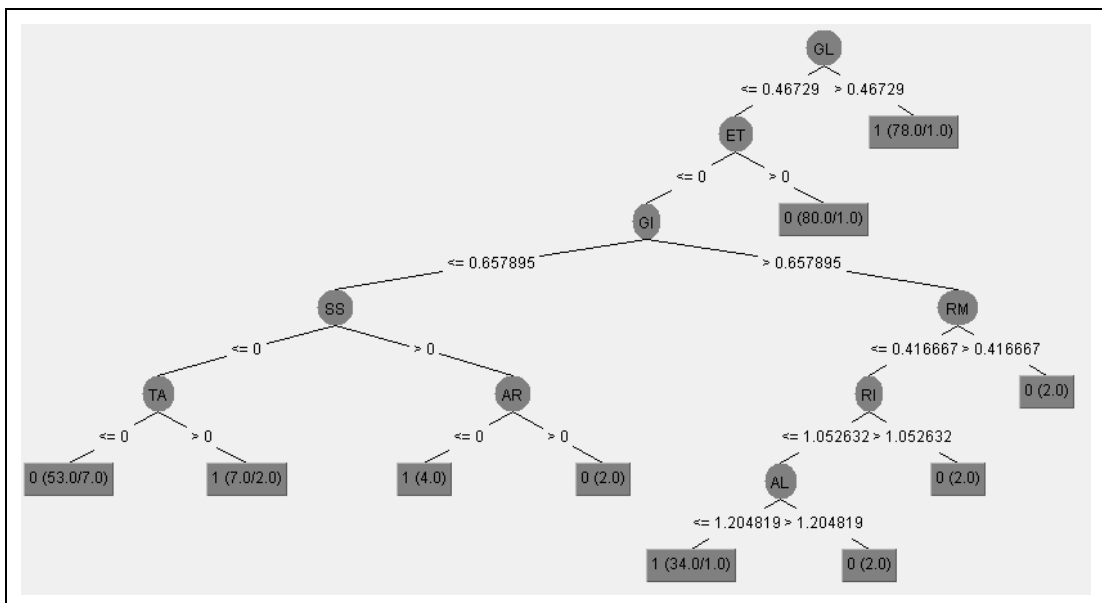 GL
<= 0.46729 > 0.46729
ET
1 (78.0/1.0)
<= 0 > 0
GI
0 (80.0/1.0)
<= 0.657895 > 0.657895
SS RM
<= 0 > 0 <= 0.416667 > 0.416667
TA AR RI 0 (2.0)
<= 0 > 0 <= 0 > 0 <= 1.052632 > 1.052632
0 (53.0/7.0) 1 (7.0/2.0) 1 (4.0) 0 (2.0) AL 0 (2.0)
<= 1.204819 > 1.204819
1 (34.0/1.0) 0 (2.0)